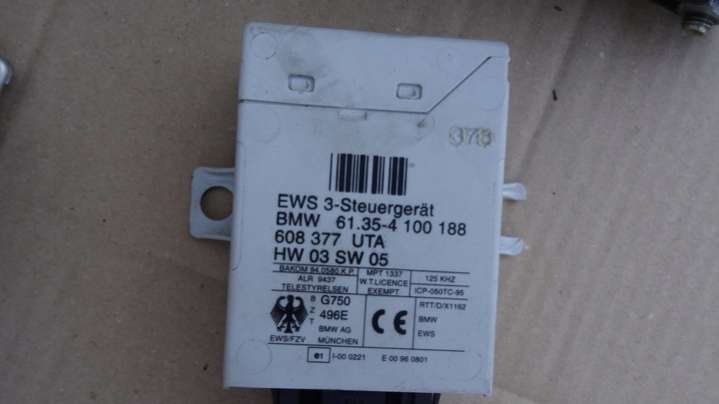 EWS 3-Steuergerät
BMW 61.35-4 100 188
608 377 UTA
HW 03 SW 05
BAKOM 94.0580.K.P.
ALR 9437
TELESTYRELSEN
MPT 1337
W.T.LICENCE
EXEMPT.
125 KHZ
ICP-050TC-95
BZT
G750
496E
BMW AG
EWS/FZV MÜNCHEN
CE
RTT/D/X1162
BMW
EWS
e1 I-00 0221 E 00 96 0801